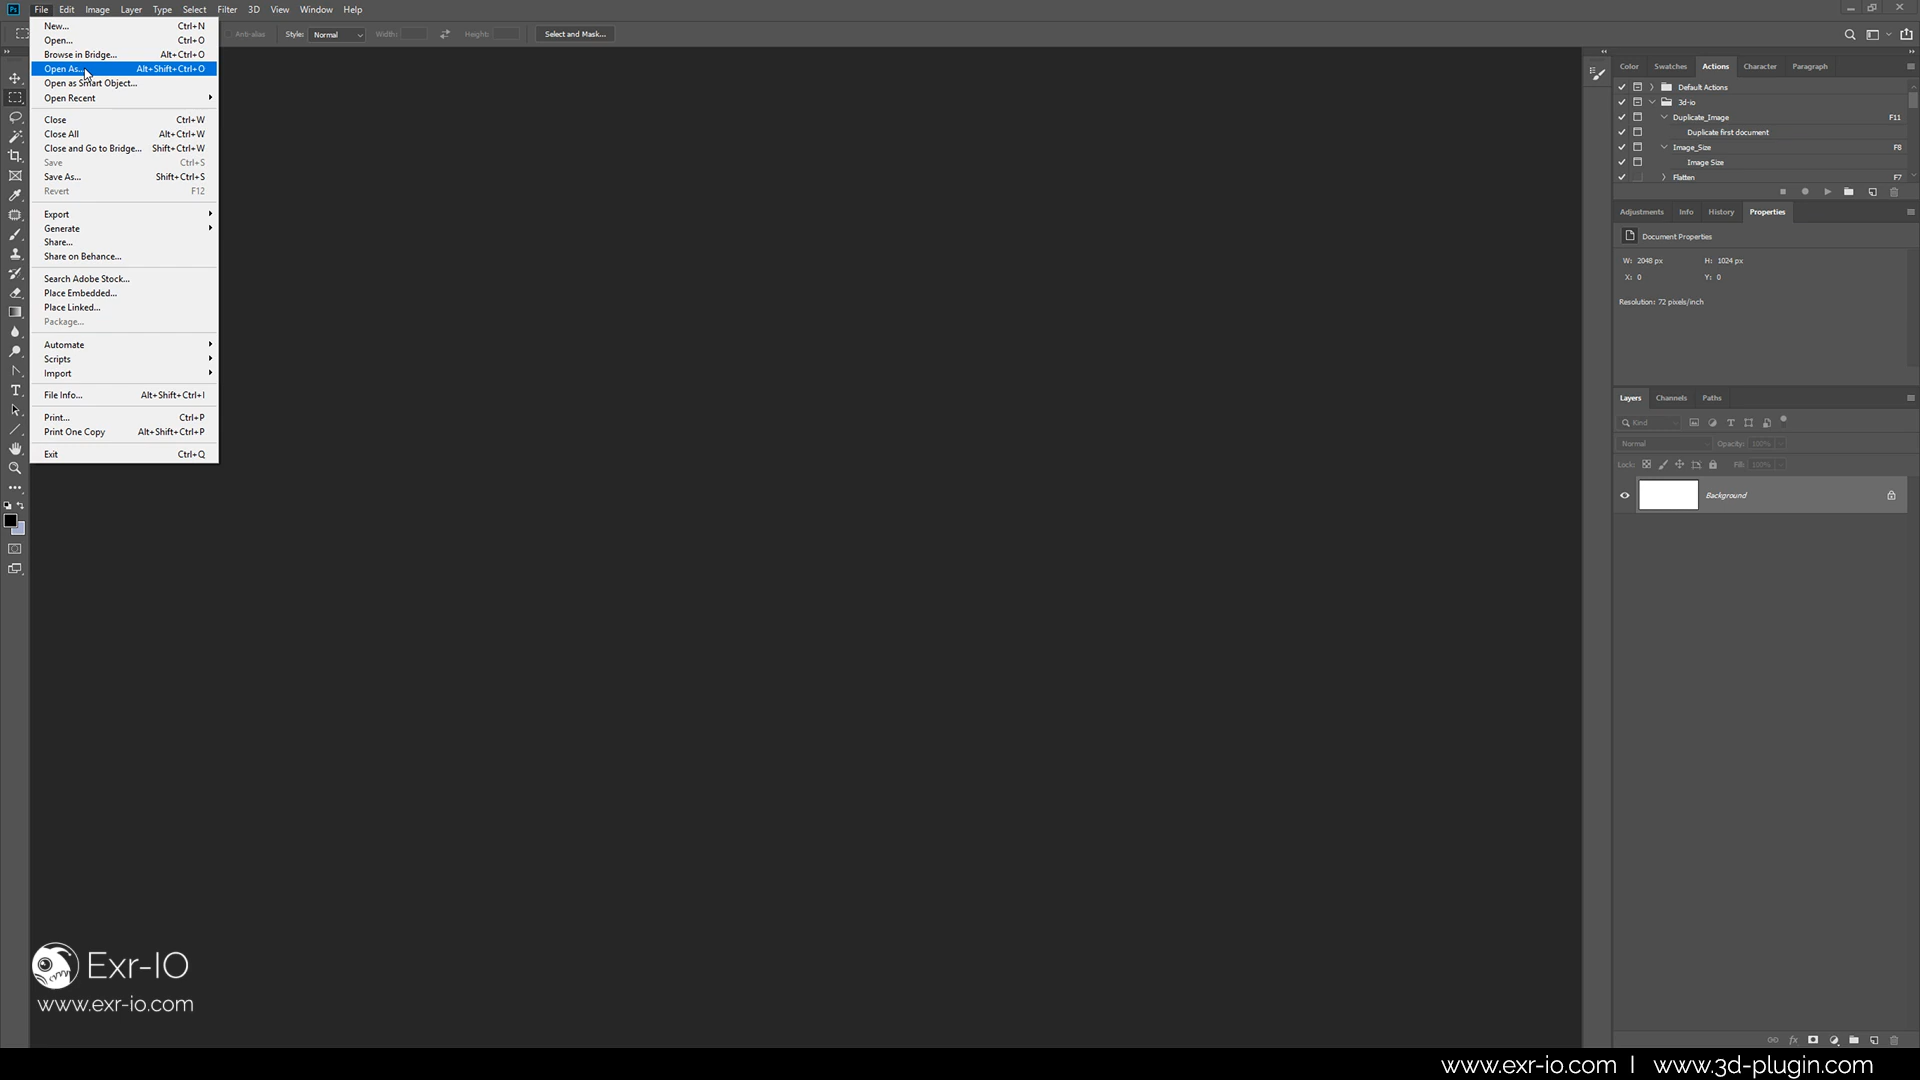 Ps File Edit Image Layer Type Select Filter 3D View Window Help
Anti-alias Style: Normal Width: Height: Select and Mask...
New... Ctrl+N
Open... Ctrl+O
Browse in Bridge... Alt+Ctrl+O
Open As... Alt+Shift+Ctrl+O
Open as Smart Object...
Open Recent
Close Ctrl+W
Close All Alt+Ctrl+W
Close and Go to Bridge... Shift+Ctrl+W
Save Ctrl+S
Save As... Shift+Ctrl+S
Revert F12
Export
Generate
Share...
Share on Behance...
Search Adobe Stock...
Place Embedded...
Place Linked...
Package...
Automate
Scripts
Import
File Info... Alt+Shift+Ctrl+I
Print... Ctrl+P
Print One Copy Alt+Shift+Ctrl+P
Exit Ctrl+Q
Color Swatches Actions Character Paragraph
Default Actions
3d-io
Duplicate_Image F11
Duplicate first document
Image_Size F8
Image Size
Flatten F7
Adjustments Info History Properties
Document Properties
W: 2048 px H: 1024 px
X: 0 Y: 0
Resolution: 72 pixels/inch
Layers Channels Paths
Kind
Normal Opacity: 100%
Lock: Fill: 100%
Background
fx
Exr-IO
www.exr-io.com
www.exr-io.com | www.3d-plugin.com